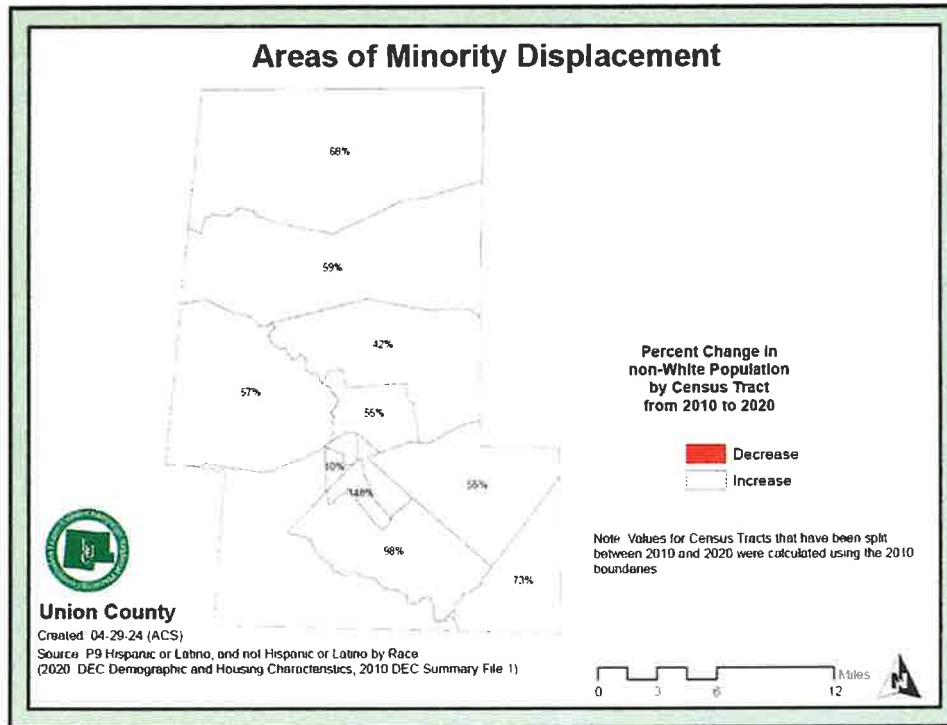 Areas of Minority Displacement
68%
59%
42%
57%
55%
10%
148%
55%
98%
73%
Percent Change in
non-White Population
by Census Tract
from 2010 to 2020
Decrease
Increase
Note Values for Census Tracts that have been split
between 2010 and 2020 were calculated using the 2010
boundaries
Union County
Created 04-29-24 (ACS)
Source P9 Hispanic or Latino, and not Hispanic or Latino by Race
(2020 DEC Demographic and Housing Characteristics, 2010 DEC Summary File 1)
0 3 6 12 Miles
N